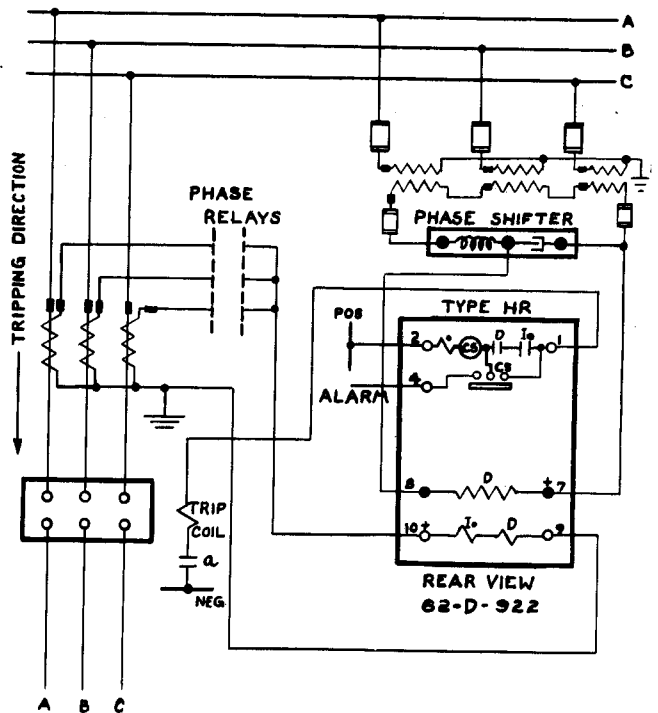 A
B
C
TRIPPING DIRECTION
PHASE
RELAYS
PHASE SHIFTER
POS
TYPE HR
2
CS
D
Io
1
4
CS
ALARM
8
D
+
7
10
+
Io
D
9
TRIP
COIL
a
NEG.
REAR VIEW
62-D-922
A
B
C